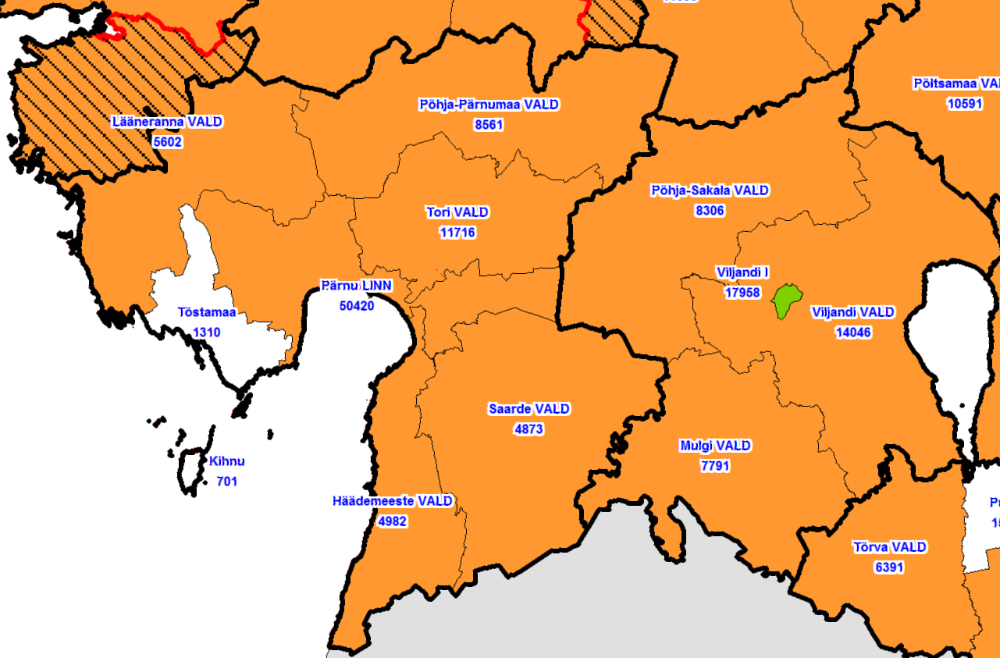 Põltsamaa VAL
10591
Põhja-Pärnumaa VALD
8561
Lääneranna VALD
5602
Põhja-Sakala VALD
8306
Tori VALD
11716
Viljandi l
17958
Pärnu LINN
50420
Tõstamaa
1310
Viljandi VALD
14046
Saarde VALD
4873
Mulgi VALD
7791
Kihnu
701
Häädemeeste VALD
4982
Tõrva VALD
6391